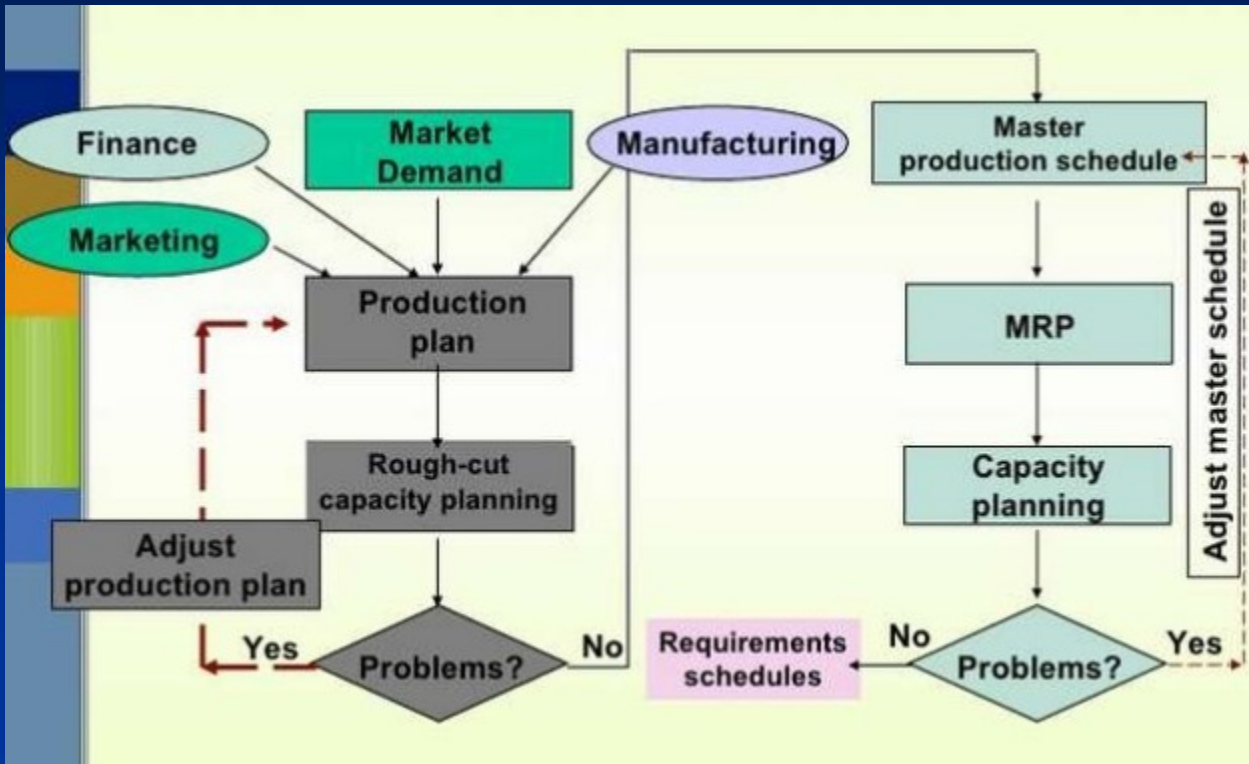 Finance
Market
Demand
Manufacturing
Marketing
Production
plan
Rough-cut
capacity planning
Adjust
production plan
Yes
Problems?
No
Master
production schedule
MRP
Capacity
planning
Adjust master schedule
Requirements
schedules
No
Problems?
Yes